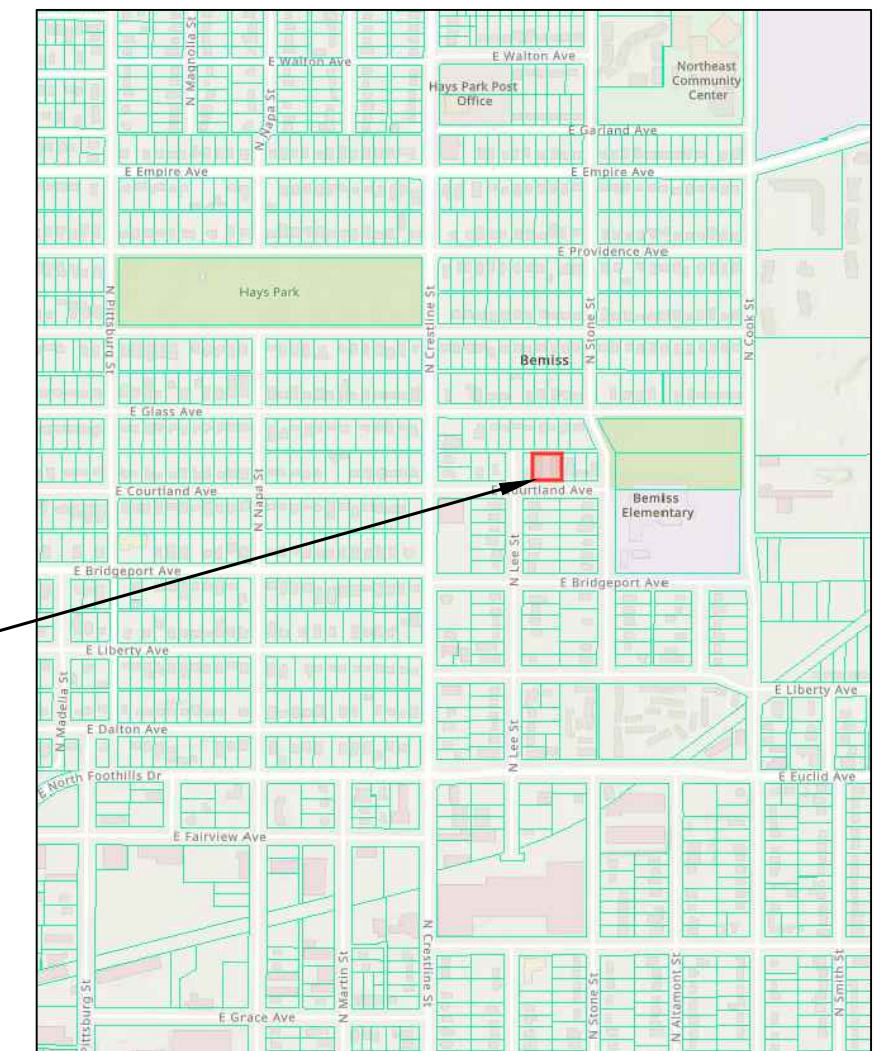 N Magnolia St
E Walton Ave
E Walton Ave
Northeast
Community
Center
Hays Park Post
Office
N Napa St
E Garland Ave
E Empire Ave
E Empire Ave
E Providence Ave
N Pittsburg St
Hays Park
N Crestline St
N Stone St
N Cook St
Bemiss
E Glass Ave
E Courtland Ave
N Napa St
E Courtland Ave
Bemiss
Elementary
N Lee St
E Bridgeport Ave
E Bridgeport Ave
E Liberty Ave
N Madelia St
E Liberty Ave
E Dalton Ave
N Lee St
E North Foothills Dr
E Euclid Ave
E Fairview Ave
N Crestline St
N Martin St
N Stone St
N Altamont St
N Smith St
Pittsburg St
E Grace Ave